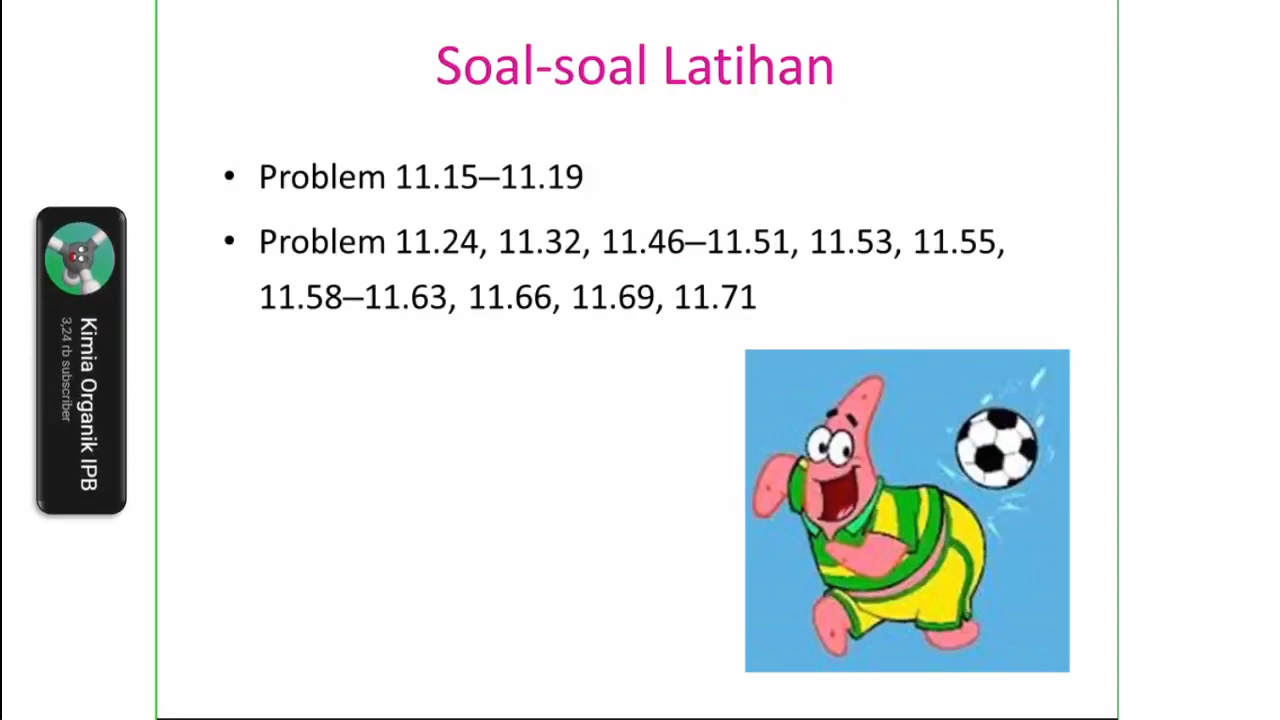 Soal-soal Latihan
• Problem 11.15–11.19
• Problem 11.24, 11.32, 11.46–11.51, 11.53, 11.55,
11.58–11.63, 11.66, 11.69, 11.71
Kimia Organik IPB
3,24 rb subscriber